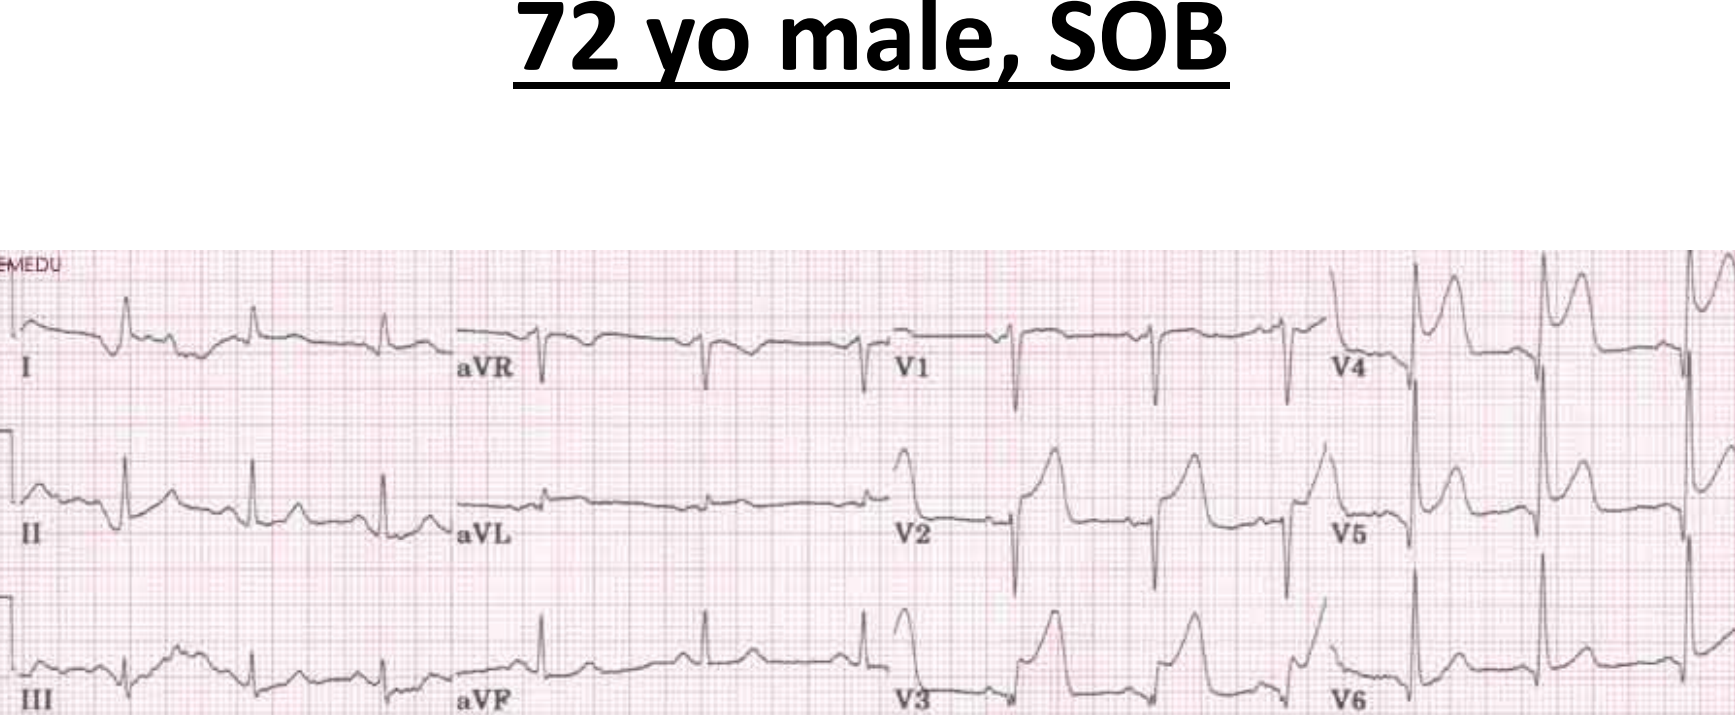 72 yo male, SOB
EMEDU
I aVR V1 V4
II aVL V2 V5
III aVF V3 V6